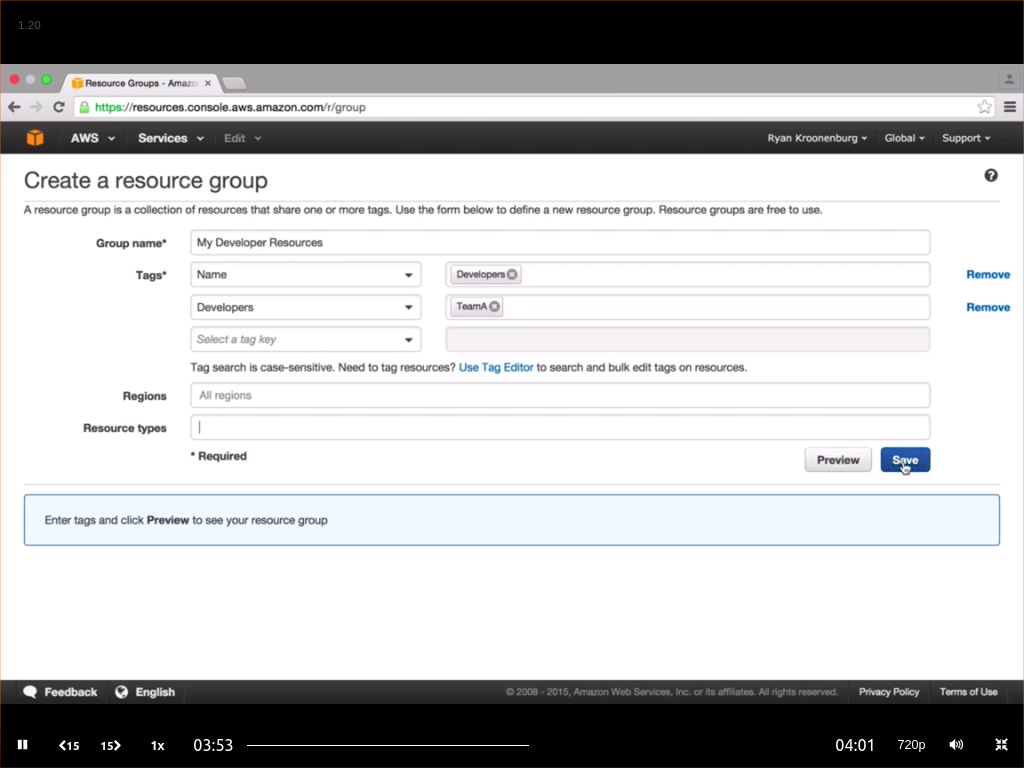 1.20
Resource Groups - Amazo
https://resources.console.aws.amazon.com/r/group
AWS Services Edit Ryan Kroonenburg Global Support
Create a resource group
A resource group is a collection of resources that share one or more tags. Use the form below to define a new resource group. Resource groups are free to use.
Group name* My Developer Resources
Tags* Name Developers Remove
Developers TeamA Remove
Select a tag key
Tag search is case-sensitive. Need to tag resources? Use Tag Editor to search and bulk edit tags on resources.
Regions All regions
Resource types
* Required Preview Save
Enter tags and click Preview to see your resource group
Feedback English © 2008 - 2015, Amazon Web Services, Inc. or its affiliates. All rights reserved. Privacy Policy Terms of Use
15 15 1x 03:53 04:01 720p